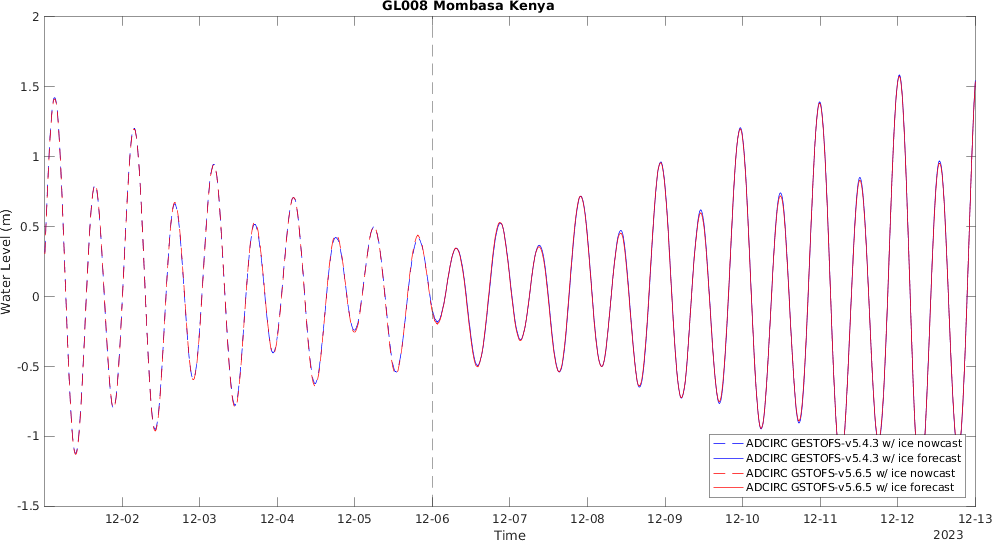 GL008 Mombasa Kenya
2
1.5
1
0.5
0
-0.5
-1
-1.5
Water Level (m)
ADCIRC GESTOFS-v5.4.3 w/ ice nowcast
ADCIRC GESTOFS-v5.4.3 w/ ice forecast
ADCIRC GSTOFS-v5.6.5 w/ ice nowcast
ADCIRC GSTOFS-v5.6.5 w/ ice forecast
12-02 12-03 12-04 12-05 12-06 12-07 12-08 12-09 12-10 12-11 12-12 12-13
Time
2023